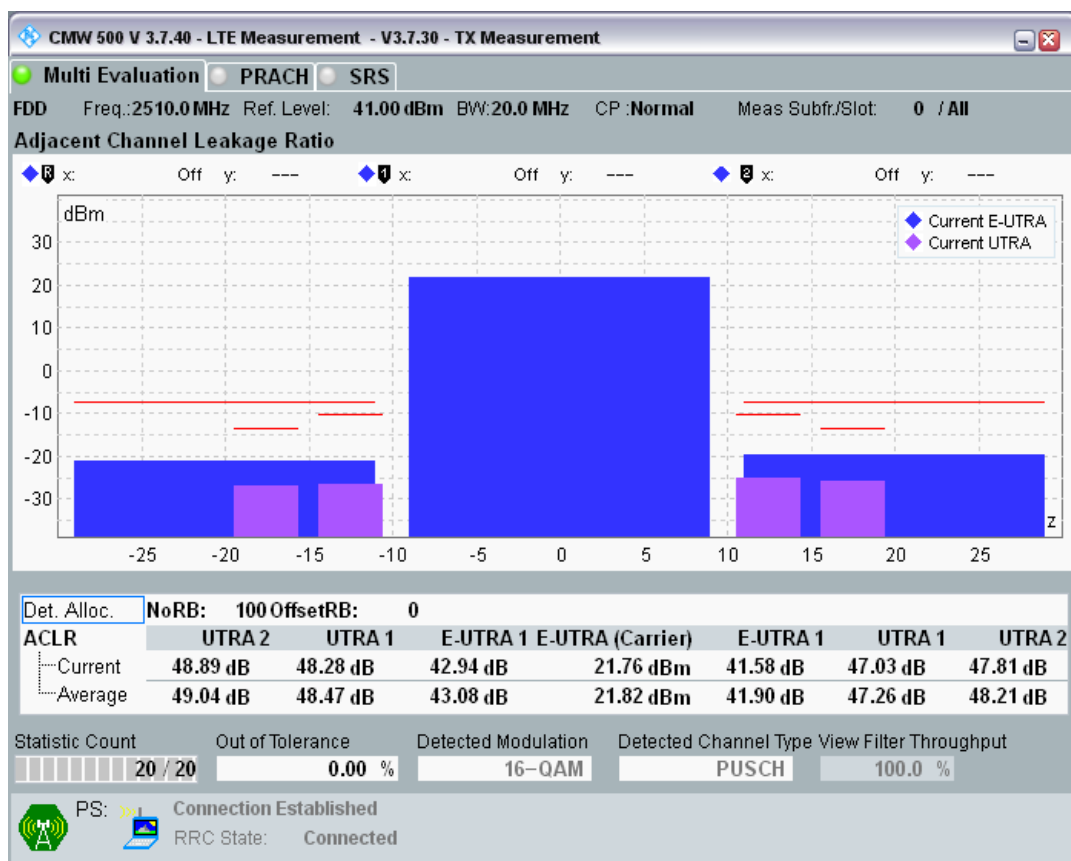 CMW 500 V 3.7.40 - LTE Measurement - V3.7.30 - TX Measurement
Multi Evaluation PRACH SRS
FDD Freq.:2510.0 MHz Ref. Level: 41.00 dBm BW:20.0 MHz CP :Normal Meas Subfr./Slot: 0 / All
Adjacent Channel Leakage Ratio
R x: Off y: --- 1 x: Off y: --- 2 x: Off y: ---
dBm
Current E-UTRA
Current UTRA
30
20
10
0
-10
-20
-30
z
-25 -20 -15 -10 -5 0 5 10 15 20 25
Det. Alloc. NoRB: 100 OffsetRB: 0
ACLR UTRA 2 UTRA 1 E-UTRA 1 E-UTRA (Carrier) E-UTRA 1 UTRA 1 UTRA 2
Current 48.89 dB 48.28 dB 42.94 dB 21.76 dBm 41.58 dB 47.03 dB 47.81 dB
Average 49.04 dB 48.47 dB 43.08 dB 21.82 dBm 41.90 dB 47.26 dB 48.21 dB
Statistic Count Out of Tolerance Detected Modulation Detected Channel Type View Filter Throughput
20 / 20 0.00 % 16-QAM PUSCH 100.0 %
PS: Connection Established
RRC State: Connected